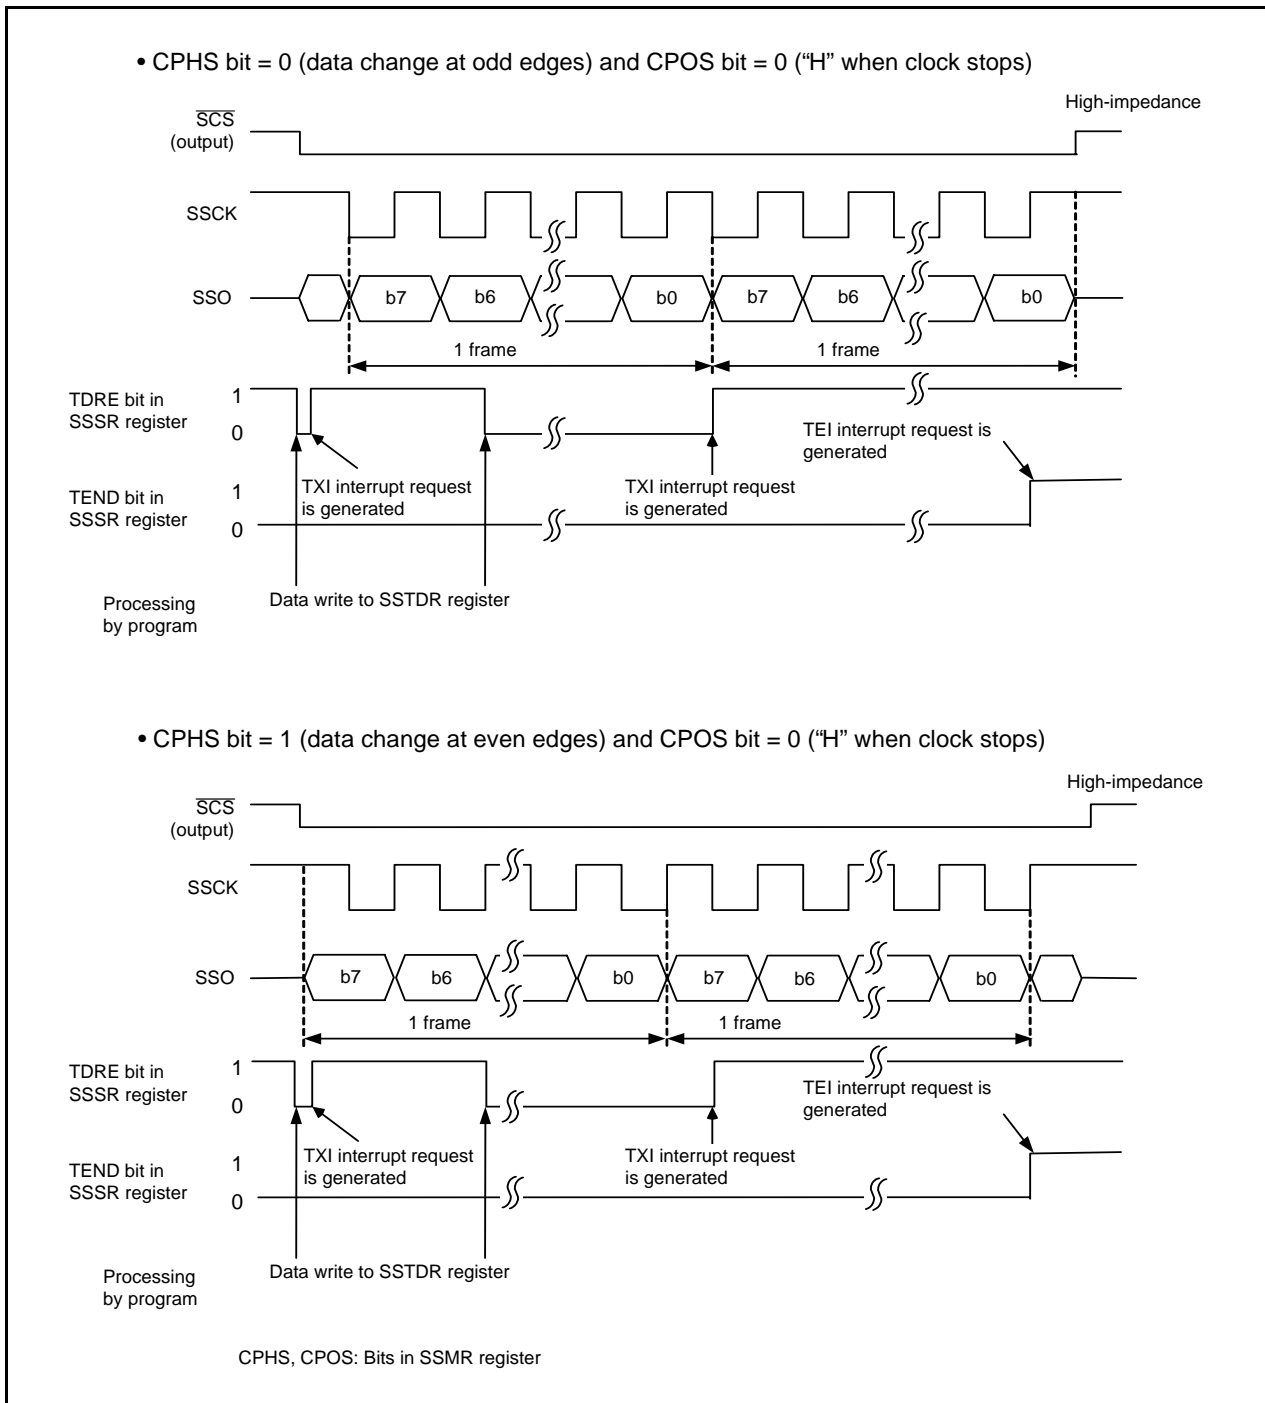 • CPHS bit = 0 (data change at odd edges) and CPOS bit = 0 (“H” when clock stops)
High-impedance
SCS
(output)
SSCK
SSO
b7
b6
b0
b7
b6
b0
1 frame
1 frame
TDRE bit in
SSSR register
1
0
TEI interrupt request is
generated
TXI interrupt request
is generated
TXI interrupt request
is generated
TEND bit in
SSSR register
1
0
Processing
by program
Data write to SSTDR register
• CPHS bit = 1 (data change at even edges) and CPOS bit = 0 (“H” when clock stops)
High-impedance
SCS
(output)
SSCK
SSO
b7
b6
b0
b7
b6
b0
1 frame
1 frame
TDRE bit in
SSSR register
1
0
TEI interrupt request is
generated
TXI interrupt request
is generated
TXI interrupt request
is generated
TEND bit in
SSSR register
1
0
Processing
by program
Data write to SSTDR register
CPHS, CPOS: Bits in SSMR register